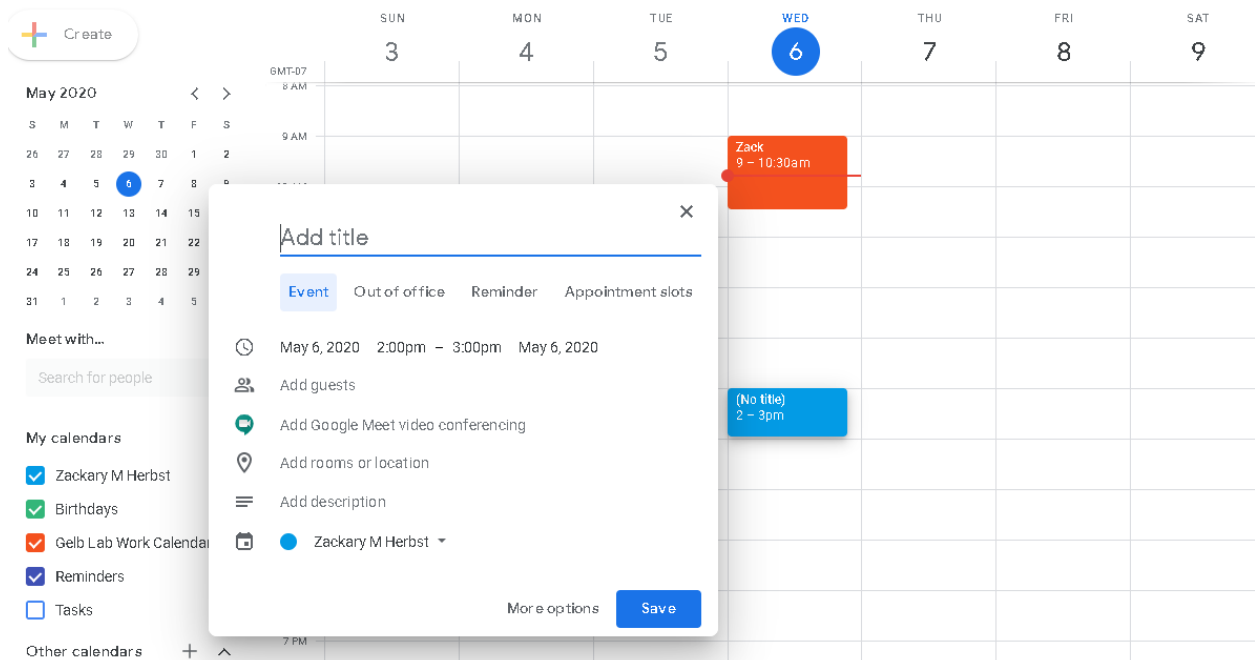 Create
SUN MON TUE WED THU FRI SAT
3 4 5 6 7 8 9
GMT-07
8 AM
May 2020
S M T W T F S
26 27 28 29 30 1 2
3 4 5 6 7 8 9
10 11 12 13 14 15
17 18 19 20 21 22
24 25 26 27 28 29
31 1 2 3 4 5
Meet with...
Search for people
My calendars
Zackary M Herbst
Birthdays
Gelb Lab Work Calendar
Reminders
Tasks
Other calendars
9 AM
Zack
9 – 10:30am
Add title
Event Out of office Reminder Appointment slots
May 6, 2020 2:00pm – 3:00pm May 6, 2020
Add guests
Add Google Meet video conferencing
Add rooms or location
Add description
Zackary M Herbst
More options Save
(No title)
2 – 3pm
7 PM